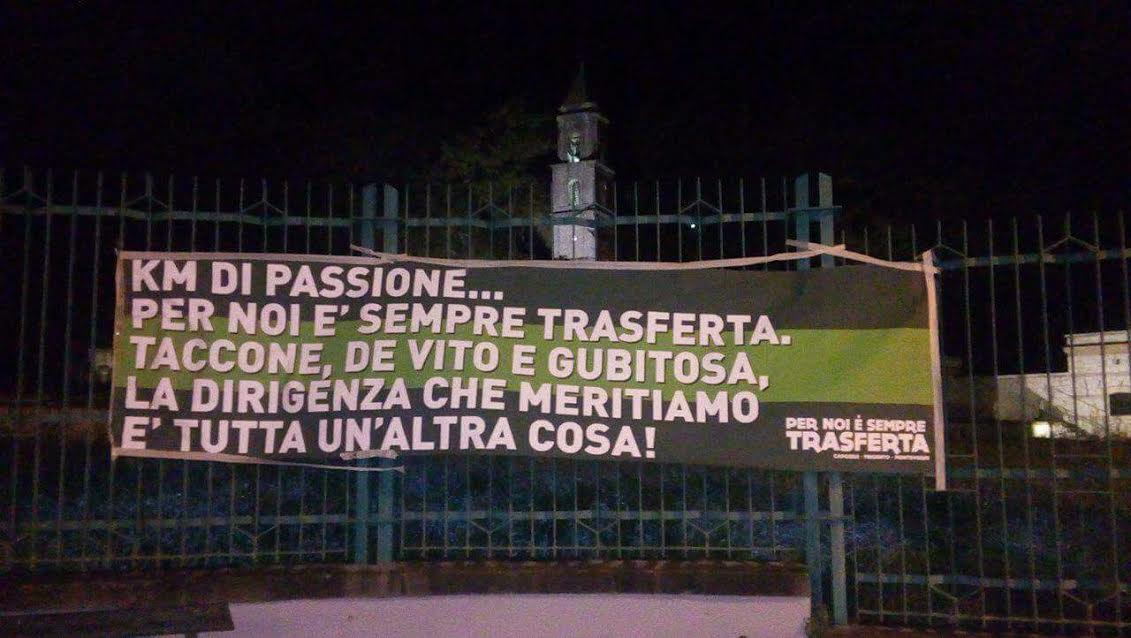 KM DI PASSIONE...
PER NOI E' SEMPRE TRASFERTA.
TACCONE, DE VITO E GUBITOSA,
LA DIRIGENZA CHE MERITIAMO
E' TUTTA UN'ALTRA COSA!
PER NOI È SEMPRE
TRASFERTA